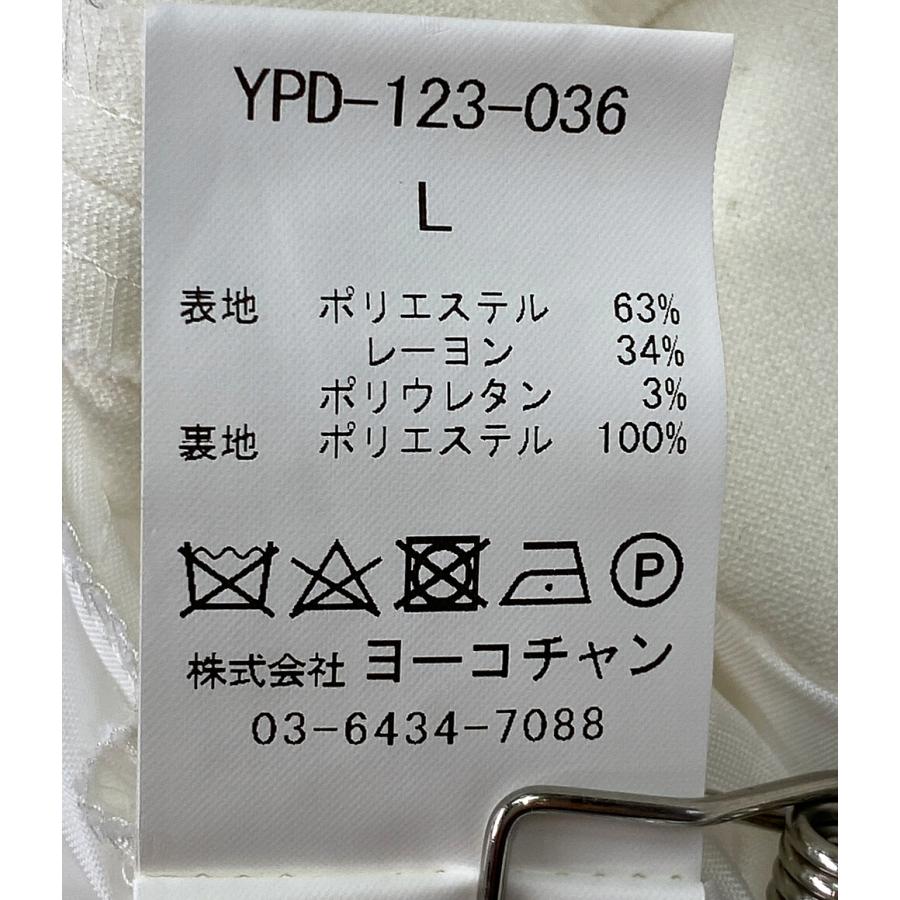 YPD-123-036
L
表地 ポリエステル 63%
レーヨン 34%
ポリウレタン 3%
裏地 ポリエステル 100%
P
株式会社 ヨーコチャン
03-6434-7088